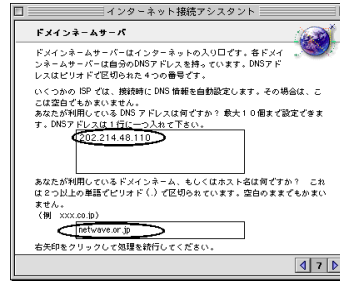 インターネット接続アシスタント
ドメインネームサーバ
ドメインネームサーバーはインターネットの入り口です。各ドメイ
ンネームサーバーは自分のDNSアドレスを持っています。DNSアド
レスはピリオドで区切られた４つの番号です。
いくつかの ISP では、接続時に DNS 情報を自動設定します。その場合は、こ
こは空白でもかまいません。
あなたが利用している DNS アドレスは何ですか？ 最大１０個まで設定できま
す。DNSアドレスは１行に一つ入れて下さい。
202.214.48.110
あなたが利用しているドメインネーム、もしくはホスト名は何ですか？ これ
は２つ以上の単語でピリオド (.) で区切られています。空白のままでもかまい
ません。
(例 xxx.co.jp)
netwave.or.jp
右矢印をクリックして処理を続行してください。
7